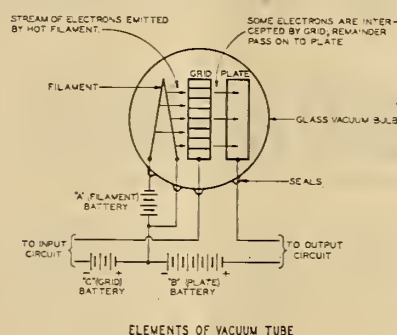 STREAM OF ELECTRONS EMITTED
BY HOT FILAMENT.
SOME ELECTRONS ARE INTER-
CEPTED BY GRID; REMAINDER
PASS ON TO PLATE
GRID
PLATE
FILAMENT
GLASS VACUUM BULB
SEALS
"A" (FILAMENT)
BATTERY
TO INPUT
CIRCUIT
TO OUTPUT
CIRCUIT
- +
"C" (GRID)
BATTERY
- +
"B" (PLATE)
BATTERY
ELEMENTS OF VACUUM TUBE